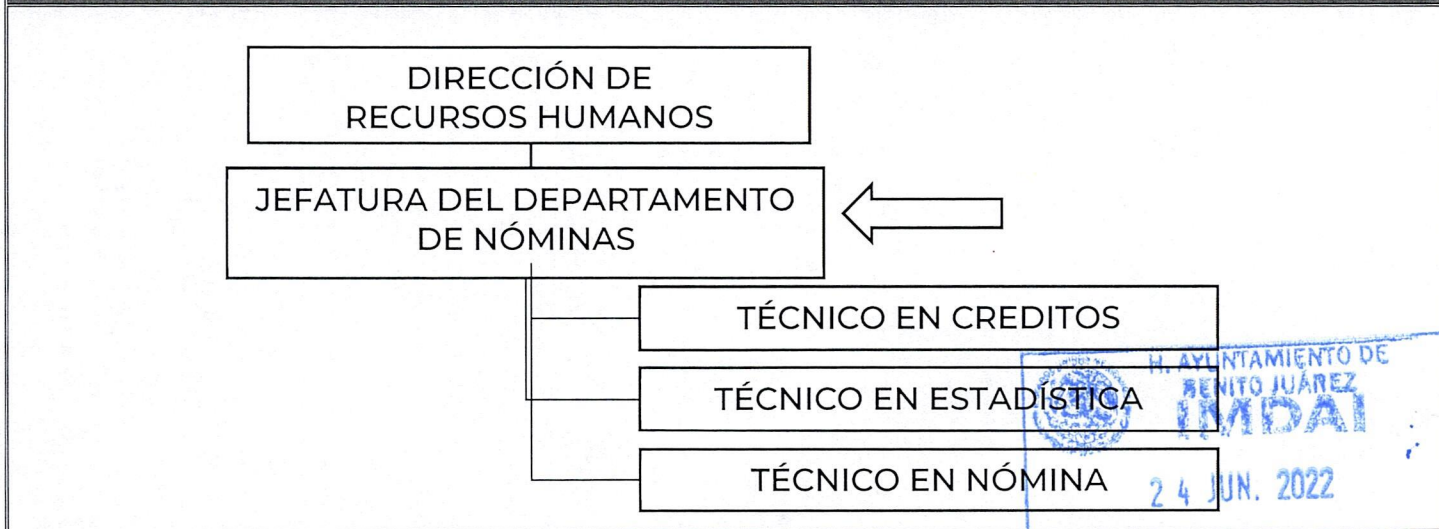 DIRECCIÓN DE
RECURSOS HUMANOS
JEFATURA DEL DEPARTAMENTO
DE NÓMINAS
TÉCNICO EN CREDITOS
TÉCNICO EN ESTADÍSTICA
TÉCNICO EN NÓMINA
H. AYUNTAMIENTO DE
BENITO JUÁREZ
IMDAI
24 JUN. 2022